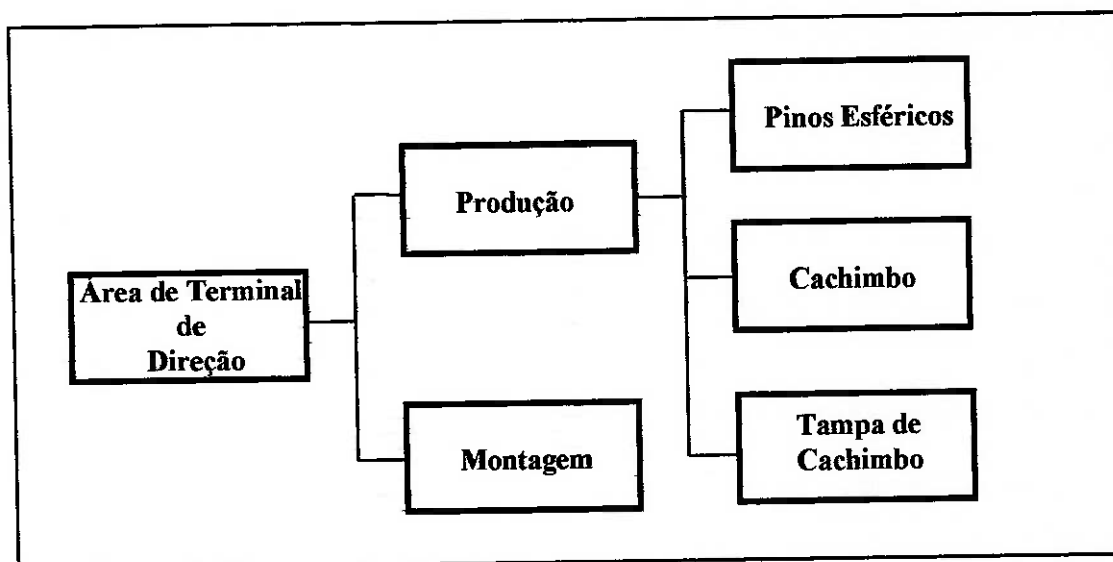 Área de Terminal
de
Direção
Produção
Montagem
Pinos Esféricos
Cachimbo
Tampa de
Cachimbo